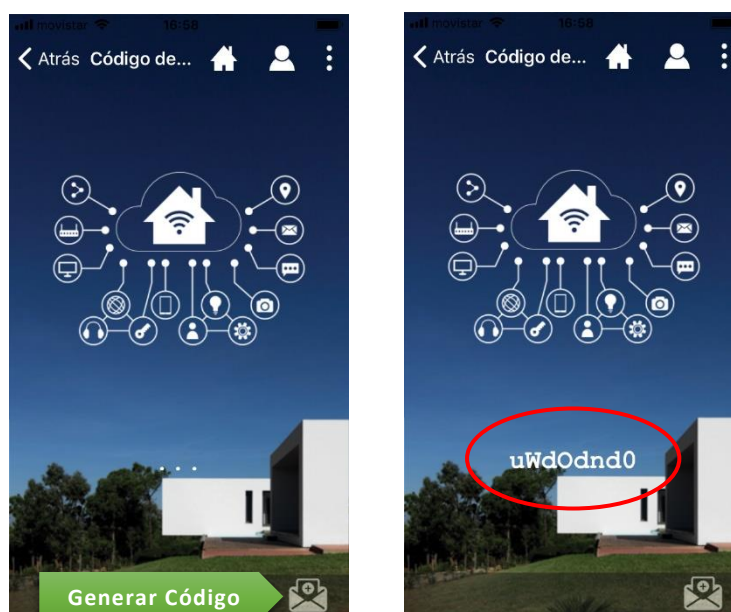 movistar 16:58
Atrás Código de...
. . .
Generar Código
movistar 16:58
Atrás Código de...
uWdOdnd0